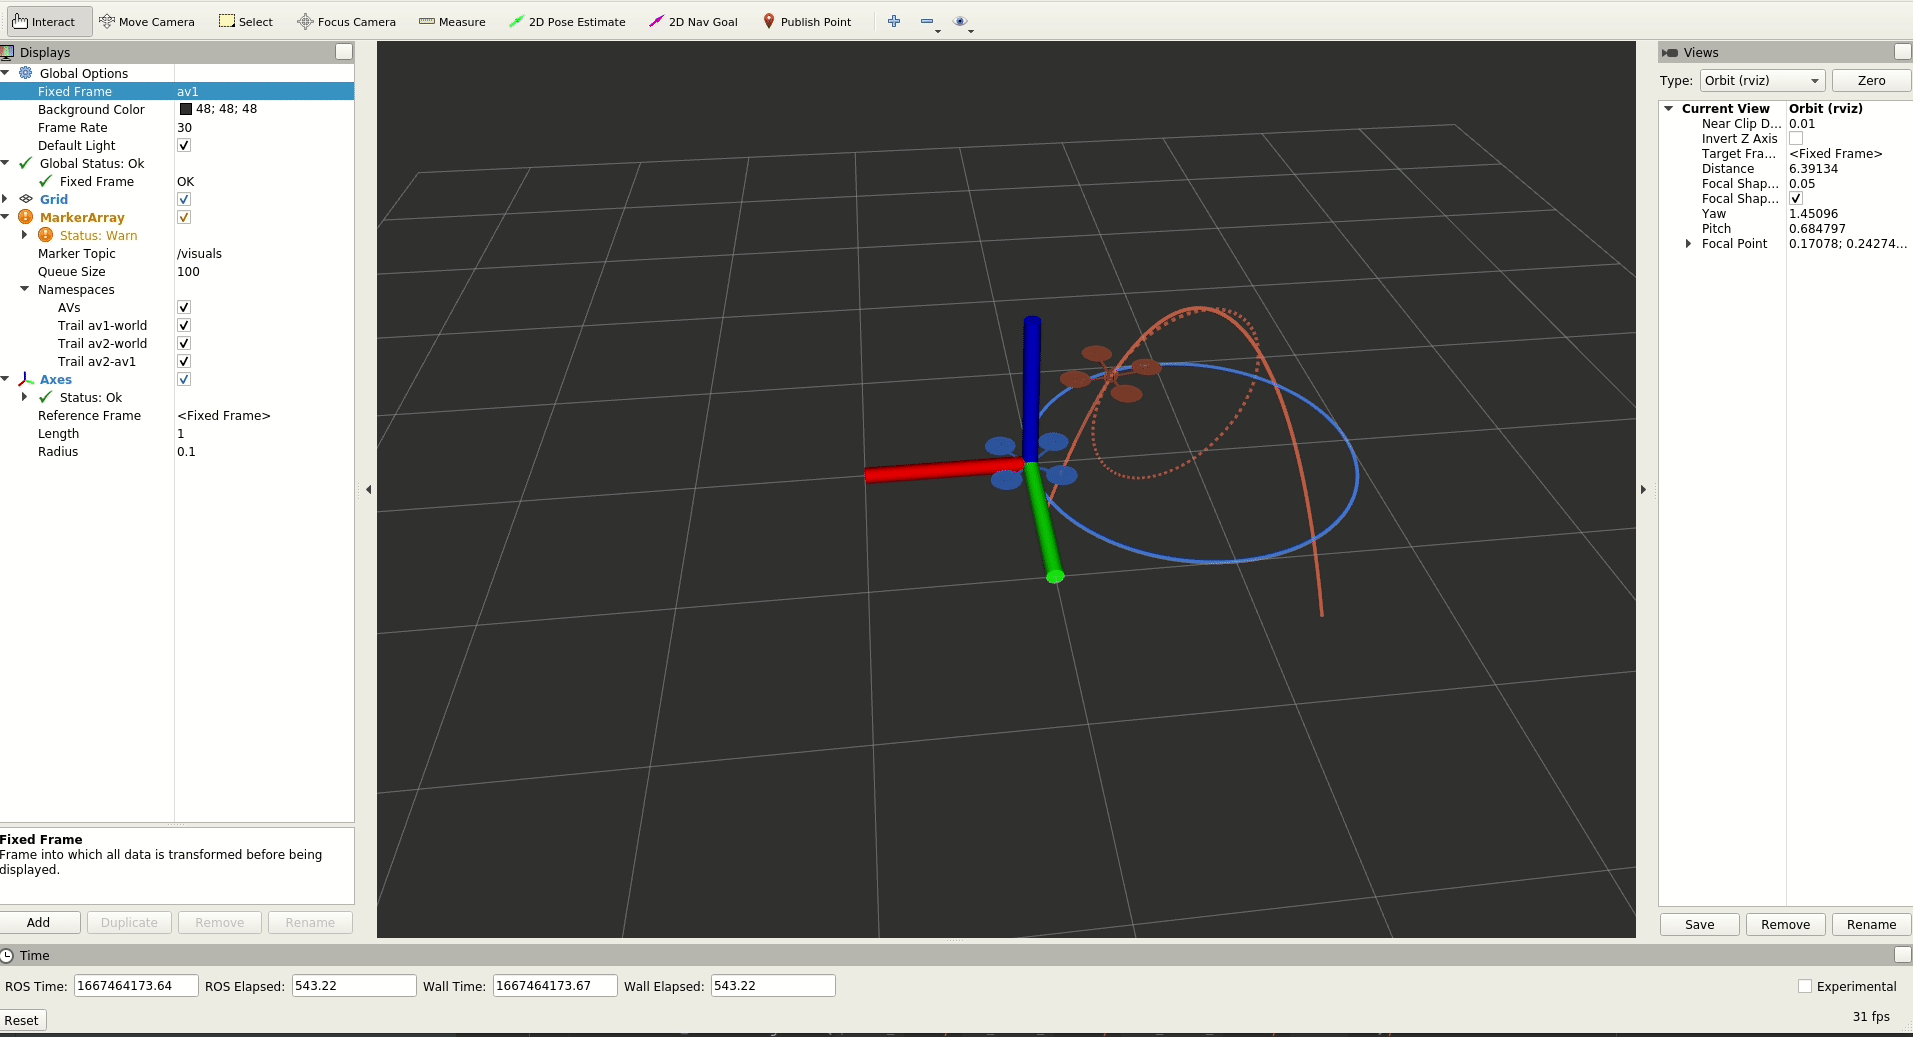 Interact Move Camera Select Focus Camera Measure 2D Pose Estimate 2D Nav Goal Publish Point
Displays
Global Options
Fixed Frame av1
Background Color 48; 48; 48
Frame Rate 30
Default Light
Global Status: Ok
Fixed Frame OK
Grid
MarkerArray
Status: Warn
Marker Topic /visuals
Queue Size 100
Namespaces
AVs
Trail av1-world
Trail av2-world
Trail av2-av1
Axes
Status: Ok
Reference Frame <Fixed Frame>
Length 1
Radius 0.1
Fixed Frame
Frame into which all data is transformed before being
displayed.
Add Duplicate Remove Rename
Views
Type: Orbit (rviz) Zero
Current View Orbit (rviz)
Near Clip D... 0.01
Invert Z Axis
Target Fra... <Fixed Frame>
Distance 6.39134
Focal Shap... 0.05
Focal Shap...
Yaw 1.45096
Pitch 0.684797
Focal Point 0.17078; 0.24274...
Save Remove Rename
Time
ROS Time: 1667464173.64 ROS Elapsed: 543.22 Wall Time: 1667464173.67 Wall Elapsed: 543.22 Experimental
Reset 31 fps